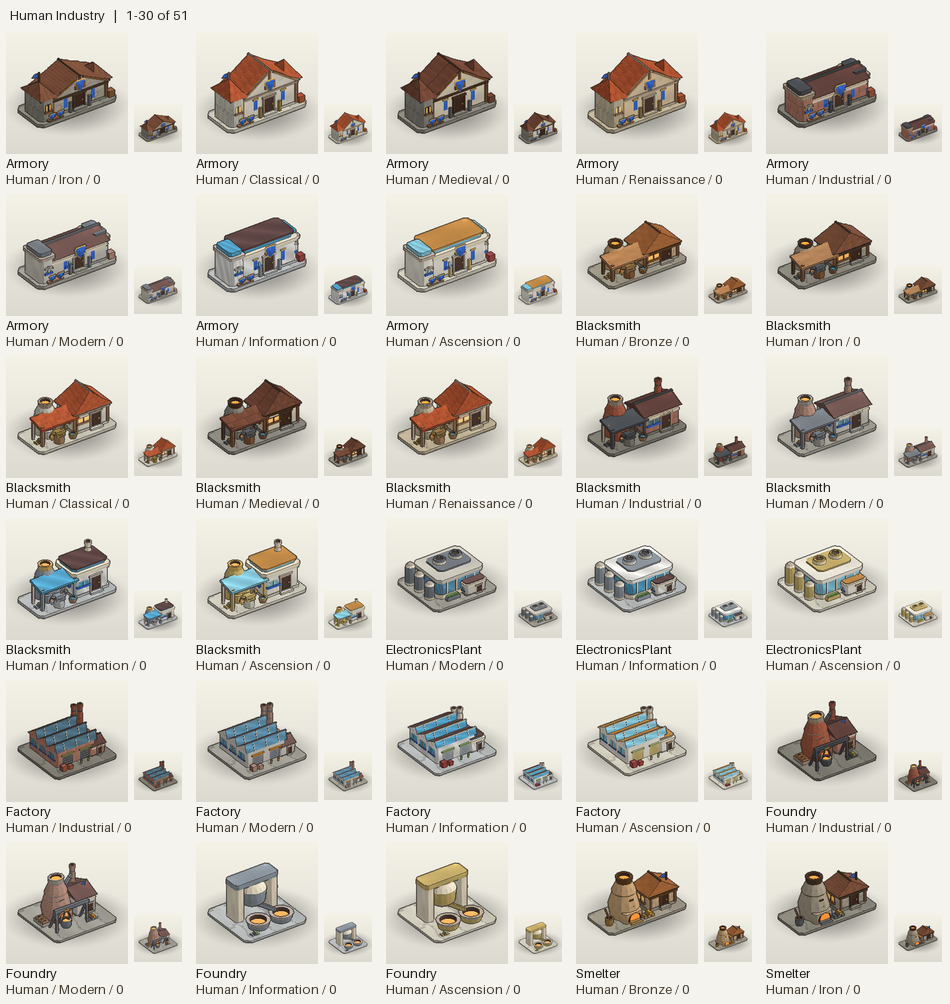 Human Industry | 1-30 of 51
Armory
Human / Iron / 0
Armory
Human / Classical / 0
Armory
Human / Medieval / 0
Armory
Human / Renaissance / 0
Armory
Human / Industrial / 0
Armory
Human / Modern / 0
Armory
Human / Information / 0
Armory
Human / Ascension / 0
Blacksmith
Human / Bronze / 0
Blacksmith
Human / Iron / 0
Blacksmith
Human / Classical / 0
Blacksmith
Human / Medieval / 0
Blacksmith
Human / Renaissance / 0
Blacksmith
Human / Industrial / 0
Blacksmith
Human / Modern / 0
Blacksmith
Human / Information / 0
Blacksmith
Human / Ascension / 0
ElectronicsPlant
Human / Modern / 0
ElectronicsPlant
Human / Information / 0
ElectronicsPlant
Human / Ascension / 0
Factory
Human / Industrial / 0
Factory
Human / Modern / 0
Factory
Human / Information / 0
Factory
Human / Ascension / 0
Foundry
Human / Industrial / 0
Foundry
Human / Modern / 0
Foundry
Human / Information / 0
Foundry
Human / Ascension / 0
Smelter
Human / Bronze / 0
Smelter
Human / Iron / 0